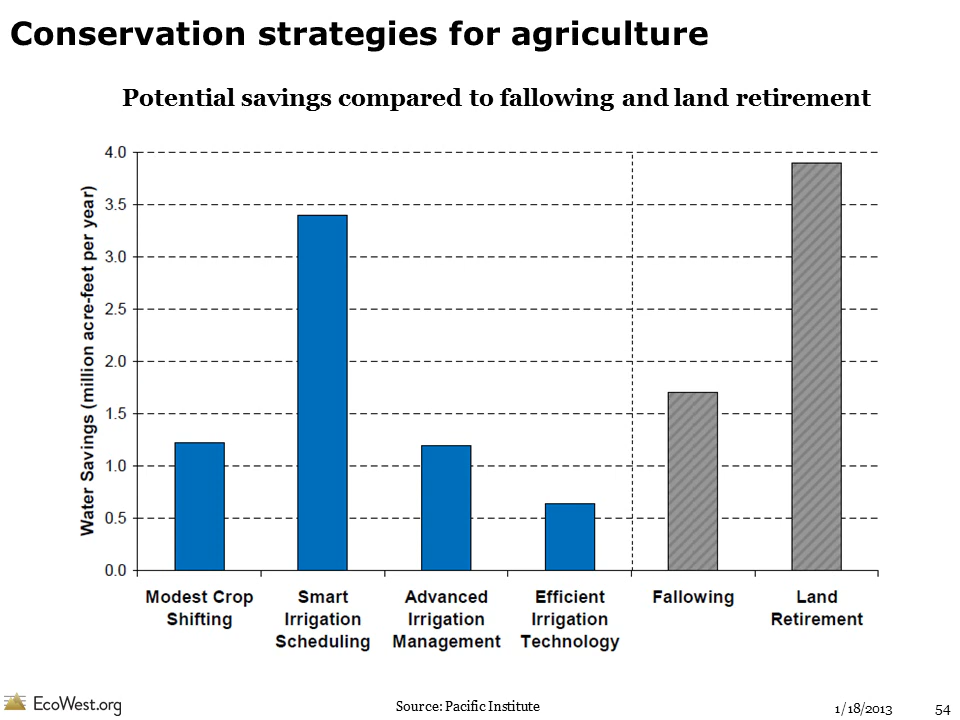 Conservation strategies for agriculture
Potential savings compared to fallowing and land retirement
Water Savings (million acre-feet per year)
4.0
3.5
3.0
2.5
2.0
1.5
1.0
0.5
0.0
Modest Crop Shifting
Smart Irrigation Scheduling
Advanced Irrigation Management
Efficient Irrigation Technology
Fallowing
Land Retirement
EcoWest.org
Source: Pacific Institute
1/18/2013
54